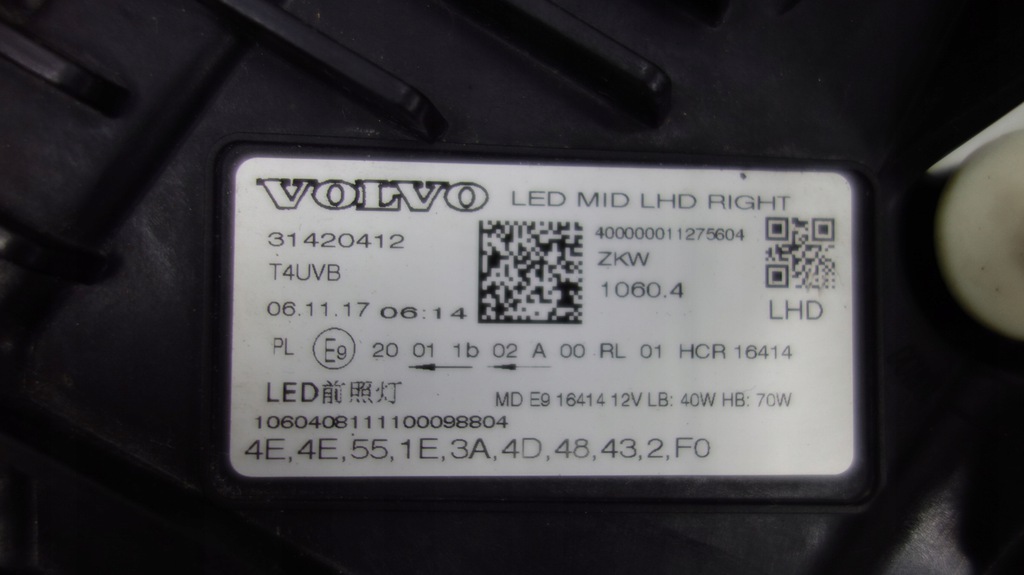 VOLVO LED MID LHD RIGHT
31420412 400000011275604
T4UVB ZKW
06.11.17 06:14 1060.4 LHD
PL E9 20 01 1b 02 A 00 RL 01 HCR 16414
LED前照灯 MD E9 16414 12V LB: 40W HB: 70W
1060408111100098804
4E,4E,55,1E,3A,4D,48,43,2,F0